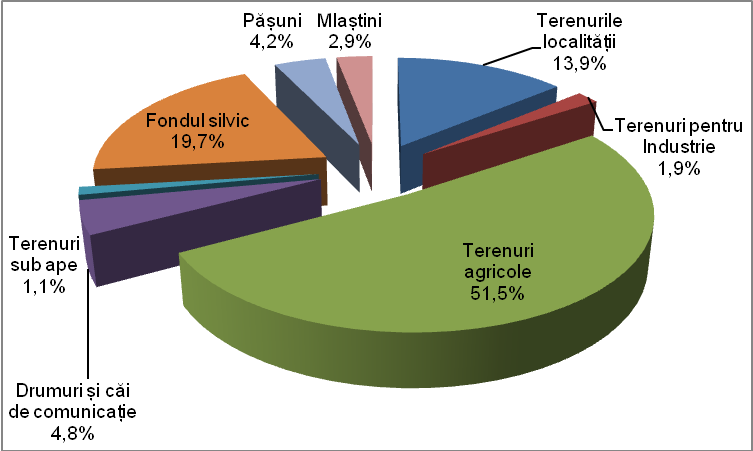 Pășuni
4,2%
Mlaștini
2,9%
Terenurile
localității
13,9%
Terenuri pentru
Industrie
1,9%
Fondul silvic
19,7%
Terenuri
sub ape
1,1%
Terenuri
agricole
51,5%
Drumuri și căi
de comunicație
4,8%